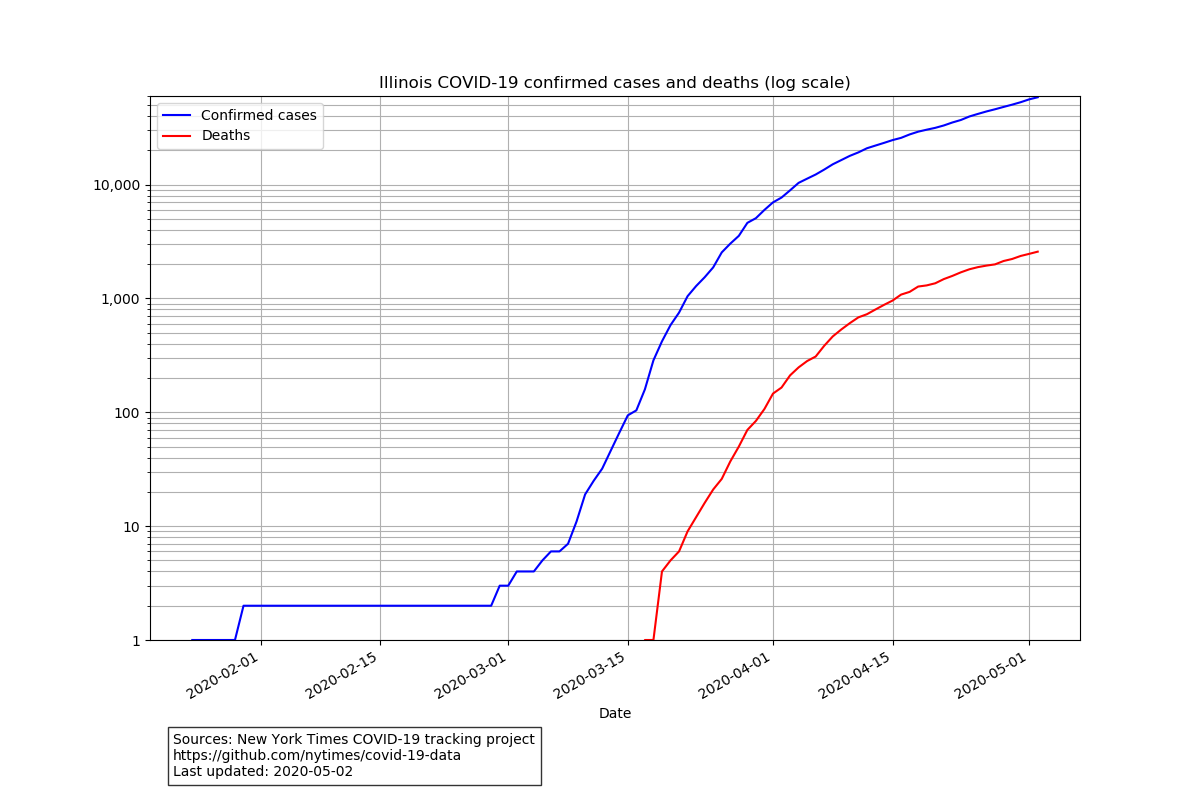 Illinois COVID-19 confirmed cases and deaths (log scale)
Confirmed cases
Deaths
10,000
1,000
100
10
1
2020-02-01
2020-02-15
2020-03-01
2020-03-15
2020-04-01
2020-04-15
2020-05-01
Date
Sources: New York Times COVID-19 tracking project
https://github.com/nytimes/covid-19-data
Last updated: 2020-05-02